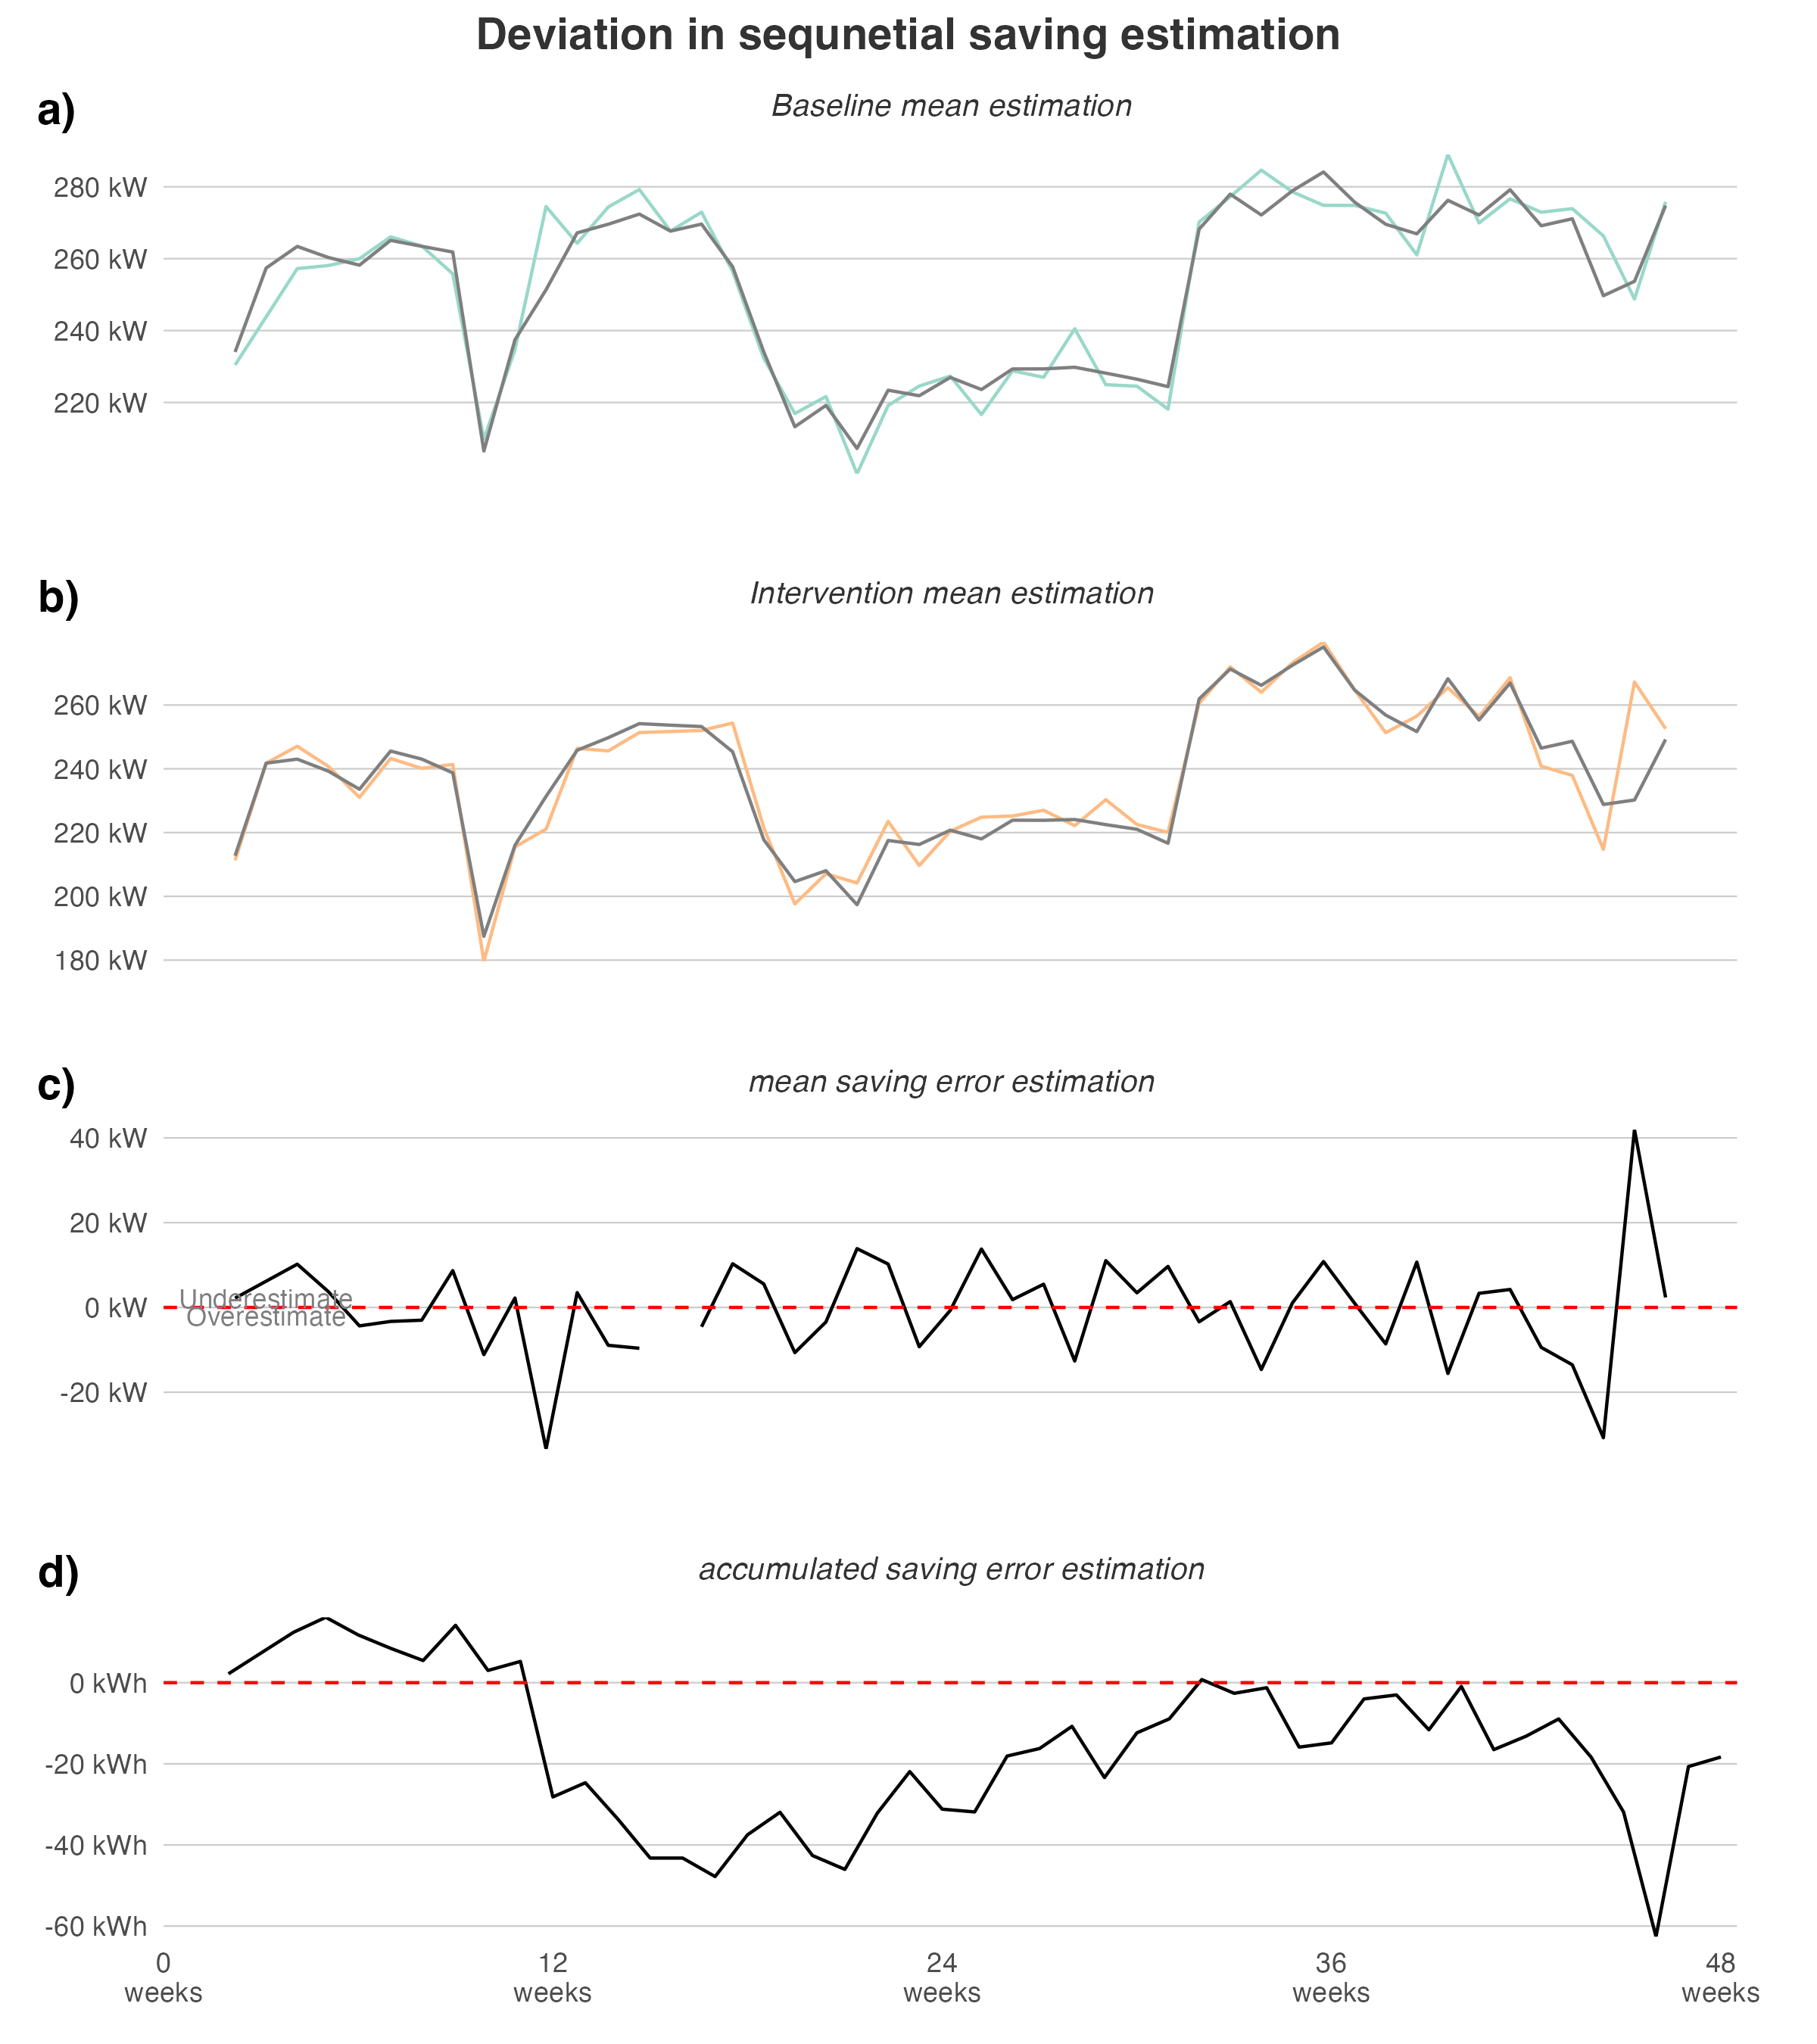 Deviation in sequnetial saving estimation
a)
Baseline mean estimation
280 kW
260 kW
240 kW
220 kW
b)
Intervention mean estimation
260 kW
240 kW
220 kW
200 kW
180 kW
c)
mean saving error estimation
40 kW
20 kW
Underestimate
0 kW
Overestimate
-20 kW
d)
accumulated saving error estimation
0 kWh
-20 kWh
-40 kWh
-60 kWh
0 12 24 36 48
weeks weeks weeks weeks weeks